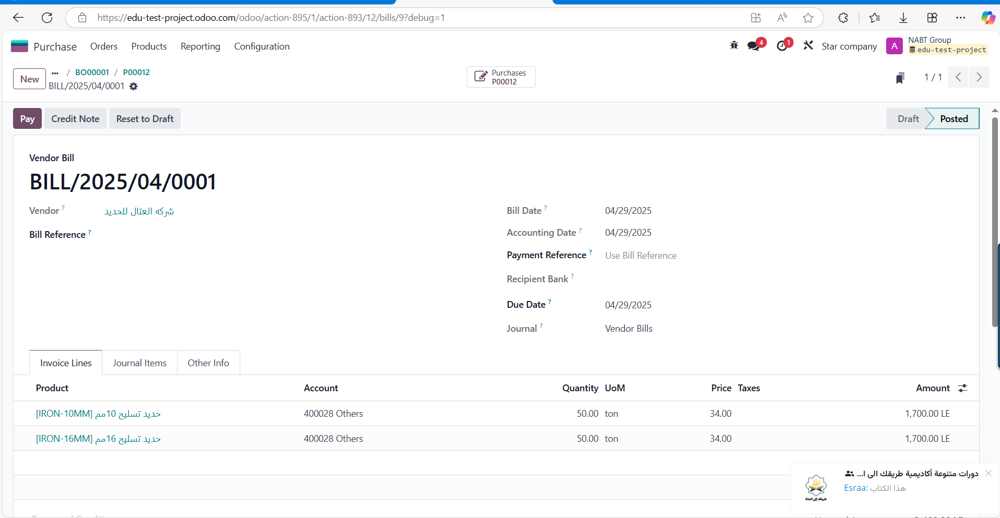 https://edu-test-project.odoo.com/odoo/action-895/1/action-893/12/bills/9?debug=1
Purchase Orders Products Reporting Configuration
4 1 Star company A NABT Group
edu-test-project
New ... / BO00001 / P00012
BILL/2025/04/0001
Purchases
P00012
1 / 1
Pay Credit Note Reset to Draft
Draft Posted
Vendor Bill
BILL/2025/04/0001
Vendor ? شركه العتال للحديد
Bill Reference ?
Bill Date ? 04/29/2025
Accounting Date ? 04/29/2025
Payment Reference ? Use Bill Reference
Recipient Bank ?
Due Date ? 04/29/2025
Journal ? Vendor Bills
Invoice Lines Journal Items Other Info
Product Account Quantity UoM Price Taxes Amount
[IRON-10MM] حديد تسليح 10مم 400028 Others 50.00 ton 34.00 1,700.00 LE
[IRON-16MM] حديد تسليح 16مم 400028 Others 50.00 ton 34.00 1,700.00 LE
دورات متنوعة أكاديمية طريقك الى ا...
Esraa: هذا الكتاب
الله
طريقك إلى الجنة